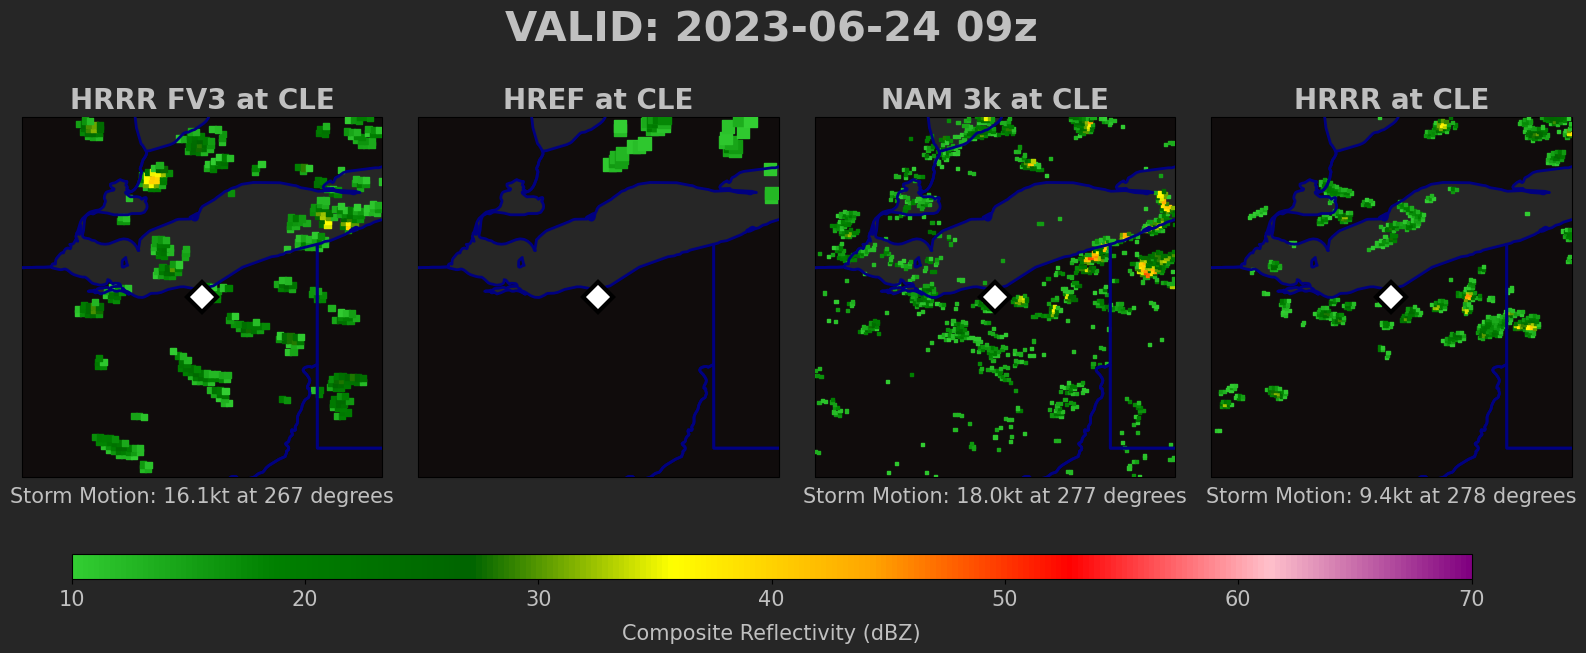 VALID: 2023-06-24 09z
HRRR FV3 at CLE
HREF at CLE
NAM 3k at CLE
HRRR at CLE
Storm Motion: 16.1kt at 267 degrees
Storm Motion: 18.0kt at 277 degrees
Storm Motion: 9.4kt at 278 degrees
10 20 30 40 50 60 70
Composite Reflectivity (dBZ)